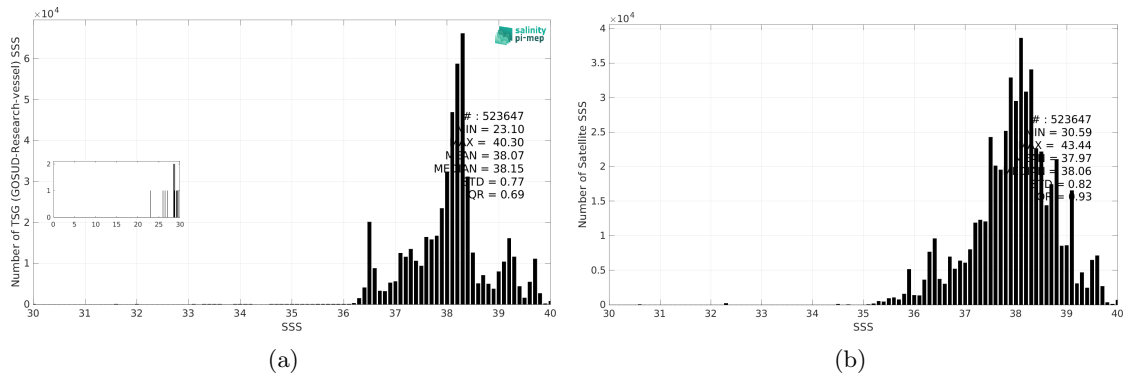 ×10⁴
Number of TSG (GOSUD-Research-vessel) SSS
6
5
4
3
2
1
0
30 31 32 33 34 35 36 37 38 39 40
SSS
salinity
pi-mep
# : 523647
MIN = 23.10
MAX = 40.30
MEAN = 38.07
MEDIAN = 38.15
STD = 0.77
IQR = 0.69
2
1
0
0 5 10 15 20 25 30
(a)
×10⁴
Number of Satellite SSS
4
3.5
3
2.5
2
1.5
1
0.5
0
30 31 32 33 34 35 36 37 38 39 40
SSS
# : 523647
MIN = 30.59
MAX = 43.44
MEAN = 37.97
MEDIAN = 38.06
STD = 0.82
IQR = 0.93
(b)